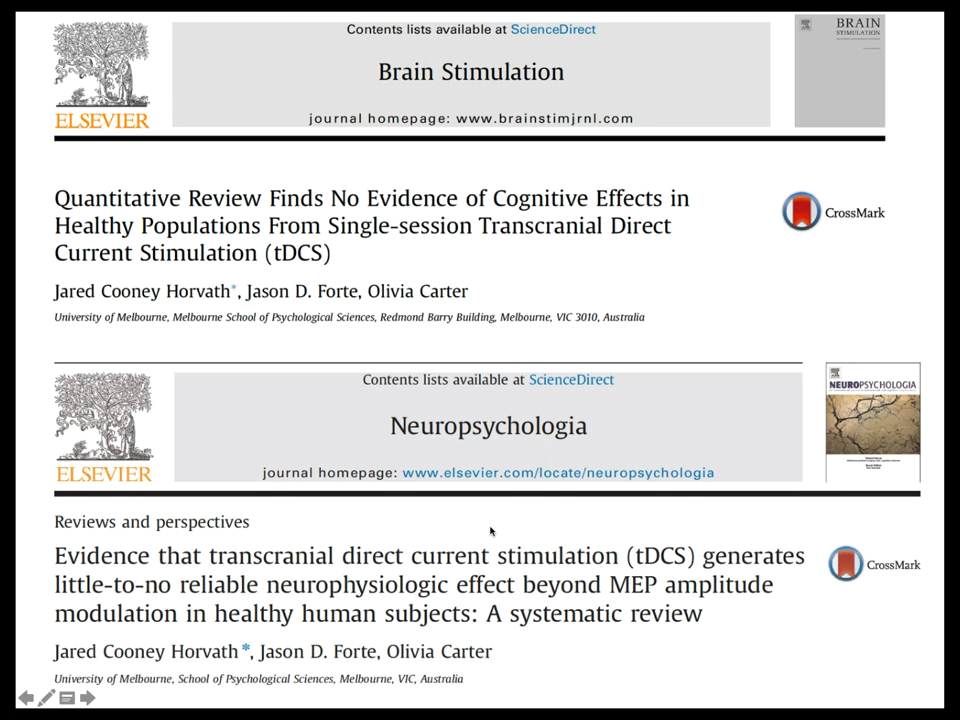 Contents lists available at ScienceDirect
BRAIN
STIMULATION
Brain Stimulation
ELSEVIER
journal homepage: www.brainstimjrnl.com
Quantitative Review Finds No Evidence of Cognitive Effects in
Healthy Populations From Single-session Transcranial Direct
Current Stimulation (tDCS)
CrossMark
Jared Cooney Horvath*, Jason D. Forte, Olivia Carter
University of Melbourne, Melbourne School of Psychological Sciences, Redmond Barry Building, Melbourne, VIC 3010, Australia
Contents lists available at ScienceDirect
NEUROPSYCHOLOGIA
Neuropsychologia
ELSEVIER
journal homepage: www.elsevier.com/locate/neuropsychologia
Reviews and perspectives
Evidence that transcranial direct current stimulation (tDCS) generates
little-to-no reliable neurophysiologic effect beyond MEP amplitude
modulation in healthy human subjects: A systematic review
CrossMark
Jared Cooney Horvath*, Jason D. Forte, Olivia Carter
University of Melbourne, School of Psychological Sciences, Melbourne, VIC, Australia